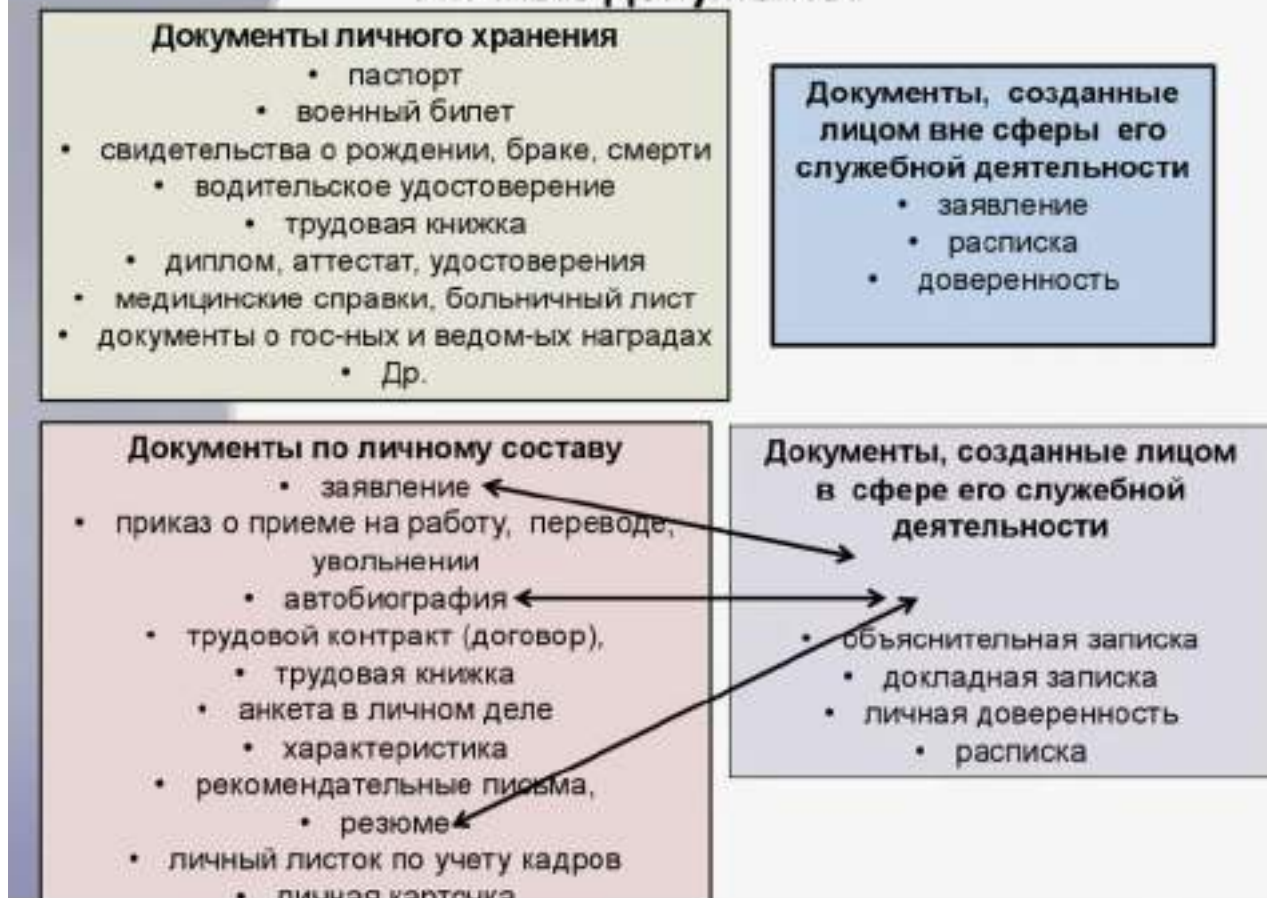 Документы личного хранения
• паспорт
• военный билет
• свидетельства о рождении, браке, смерти
• водительское удостоверение
• трудовая книжка
• диплом, аттестат, удостоверения
• медицинские справки, больничный лист
• документы о гос-ных и ведом-ых наградах
• Др.
Документы, созданные
лицом вне сферы его
служебной деятельности
• заявление
• расписка
• доверенность
Документы по личному составу
• заявление
• приказ о приеме на работу, переводе,
увольнении
• автобиография
• трудовой контракт (договор),
• трудовая книжка
• анкета в личном деле
• характеристика
• рекомендательные письма,
• резюме
• личный листок по учету кадров
• личная карточка
Документы, созданные лицом
в сфере его служебной
деятельности
• объяснительная записка
• докладная записка
• личная доверенность
• расписка